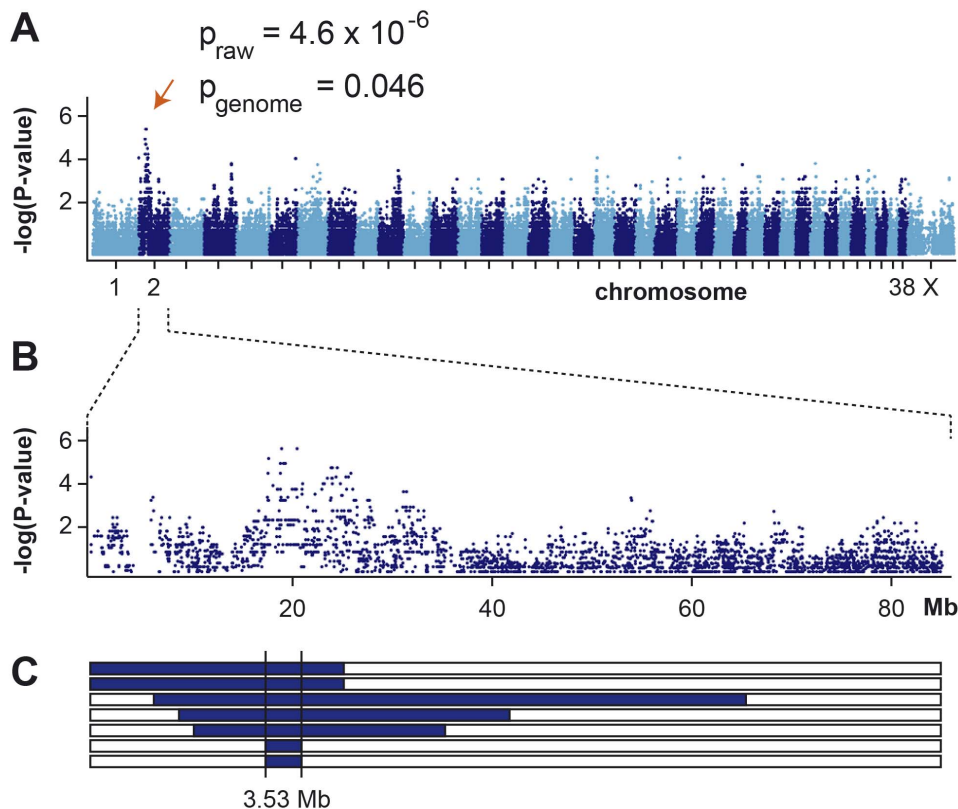 A
p_raw = 4.6 x 10^-6
p_genome = 0.046
-log(P-value)
6
4
2
1 2 chromosome 38 X
B
-log(P-value)
6
4
2
20 40 60 80 Mb
C
3.53 Mb